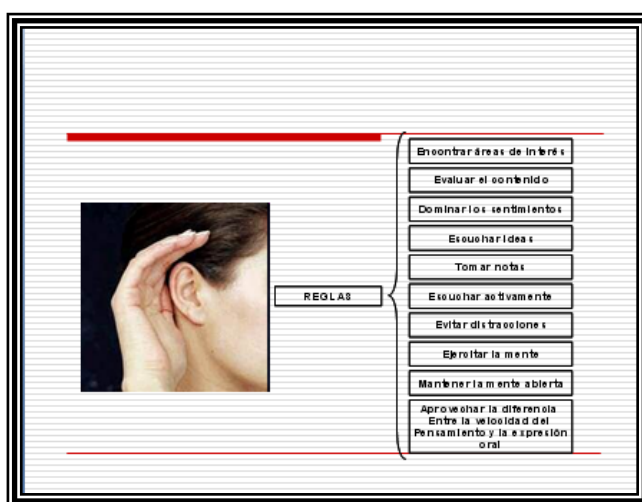 REGLAS
Encontrar áreas de interés
Evaluar el contenido
Dominar los sentimientos
Escuchar ideas
Tomar notas
Escuchar activamente
Evitar distracciones
Ejercitar la mente
Mantener la mente abierta
Aprovechar la diferencia
Entre la velocidad del
Pensamiento y la expresión
oral